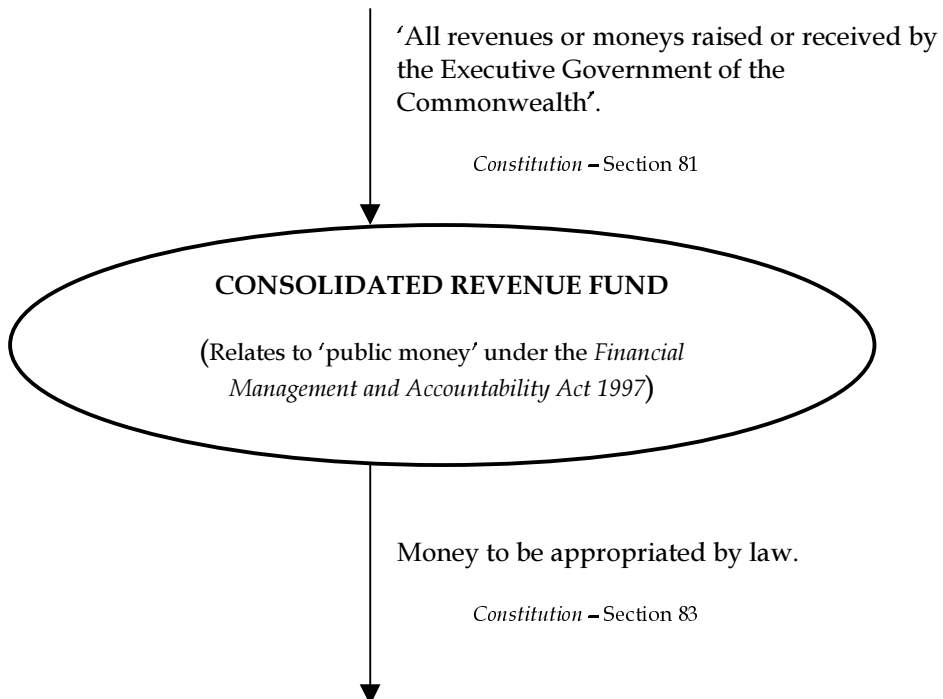 ‘All revenues or moneys raised or received by
the Executive Government of the
Commonwealth’.
Constitution – Section 81
CONSOLIDATED REVENUE FUND
(Relates to ‘public money’ under the Financial
Management and Accountability Act 1997)
Money to be appropriated by law.
Constitution – Section 83